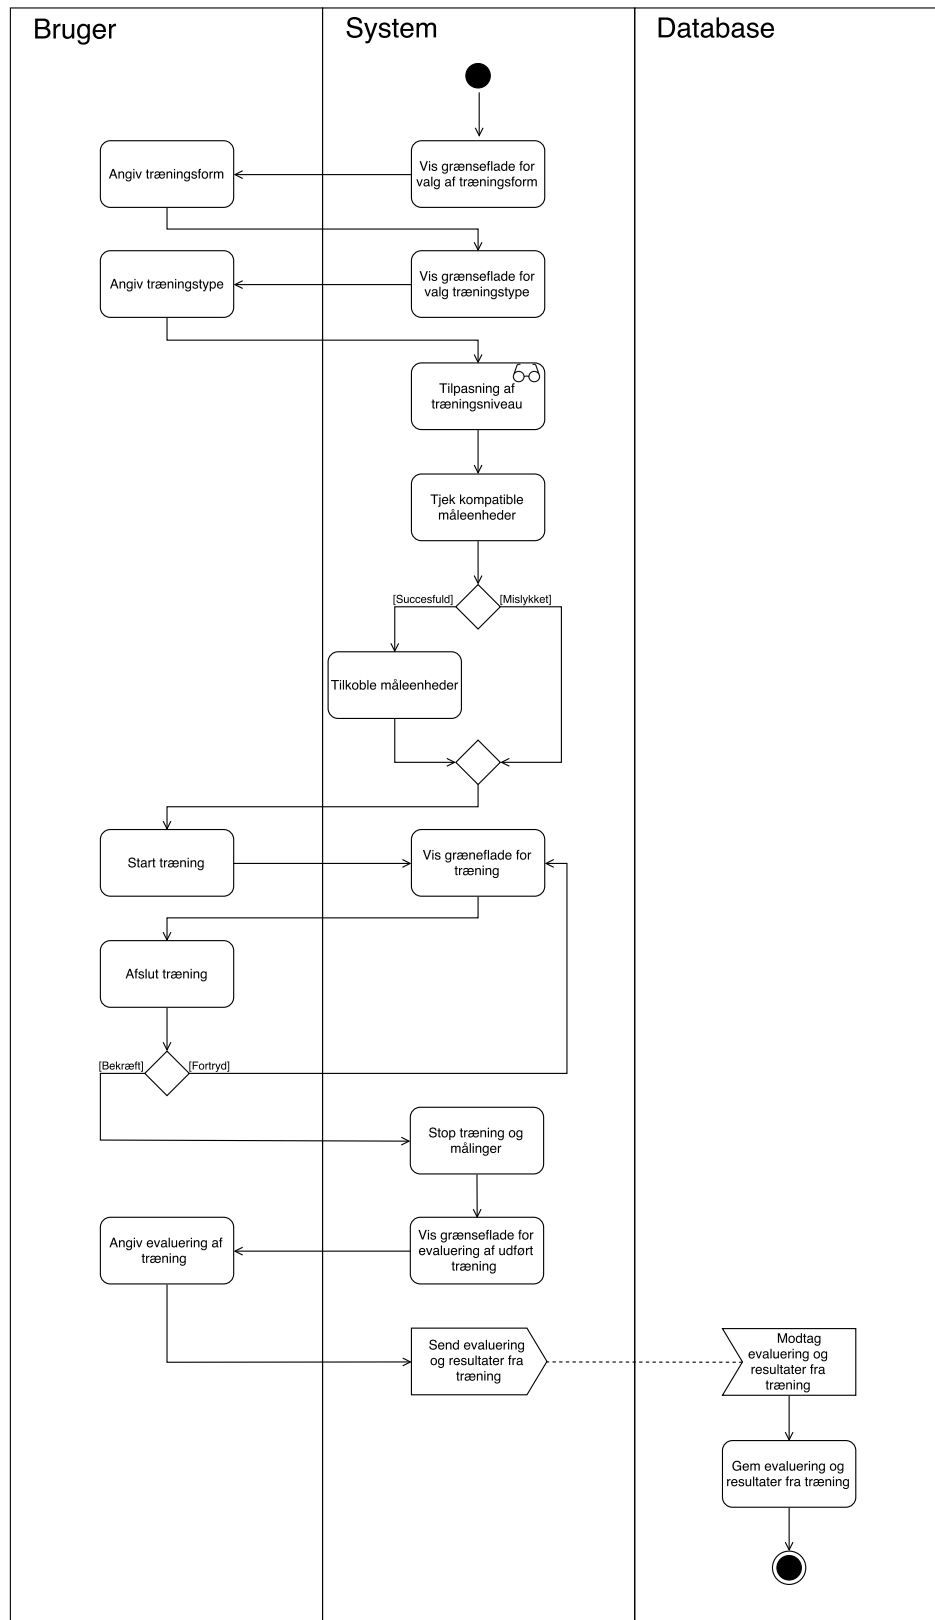 Bruger
System
Database
Angiv træningsform
Vis grænseflade for
valg af træningsform
Angiv træningstype
Vis grænseflade for
valg træningstype
Tilpasning af
træningsniveau
Tjek kompatible
måleenheder
[Succesfuld]
[Mislykket]
Tilkoble måleenheder
Start træning
Vis græneflade for
træning
Afslut træning
[Bekræft]
[Fortryd]
Stop træning og
målinger
Angiv evaluering af
træning
Vis grænseflade for
evaluering af udført
træning
Send evaluering
og resultater fra
træning
Modtag
evaluering og
resultater fra
træning
Gem evaluering og
resultater fra træning